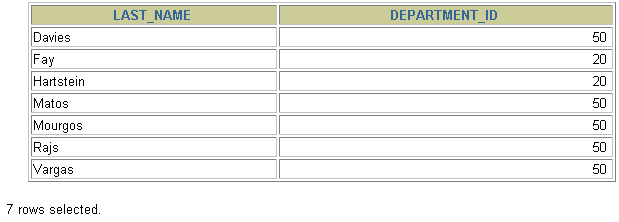 LAST_NAME DEPARTMENT_ID
Davies 50
Fay 20
Hartstein 20
Matos 50
Mourgos 50
Rajs 50
Vargas 50
7 rows selected.